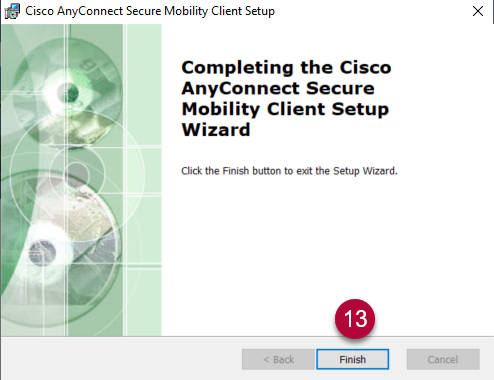 Cisco AnyConnect Secure Mobility Client Setup
Completing the Cisco
AnyConnect Secure
Mobility Client Setup
Wizard
Click the Finish button to exit the Setup Wizard.
13
< Back
Finish
Cancel